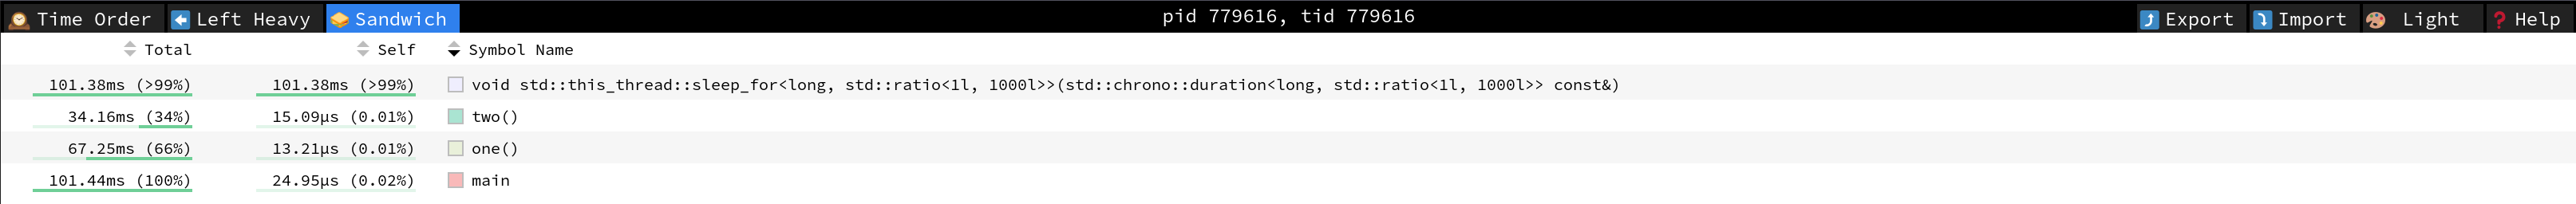 Time Order Left Heavy Sandwich pid 779616, tid 779616 Export Import Light Help
Total Self Symbol Name
101.38ms (>99%) 101.38ms (>99%) void std::this_thread::sleep_for<long, std::ratio<1l, 1000l>>(std::chrono::duration<long, std::ratio<1l, 1000l>> const&)
34.16ms (34%) 15.09µs (0.01%) two()
67.25ms (66%) 13.21µs (0.01%) one()
101.44ms (100%) 24.95µs (0.02%) main